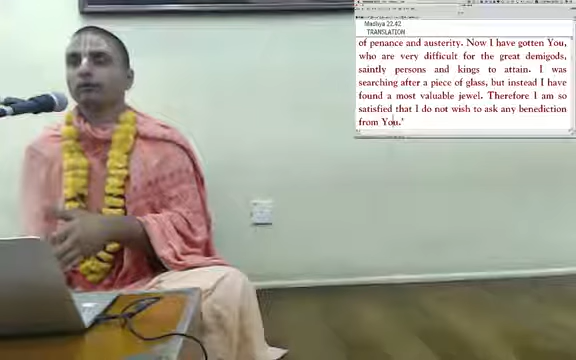 Madhya 22.42
TRANSLATION
of penance and austerity. Now I have gotten You,
who are very difficult for the great demigods,
saintly persons and kings to attain. I was
searching after a piece of glass, but instead I have
found a most valuable jewel. Therefore I am so
satisfied that I do not wish to ask any benediction
from You.'